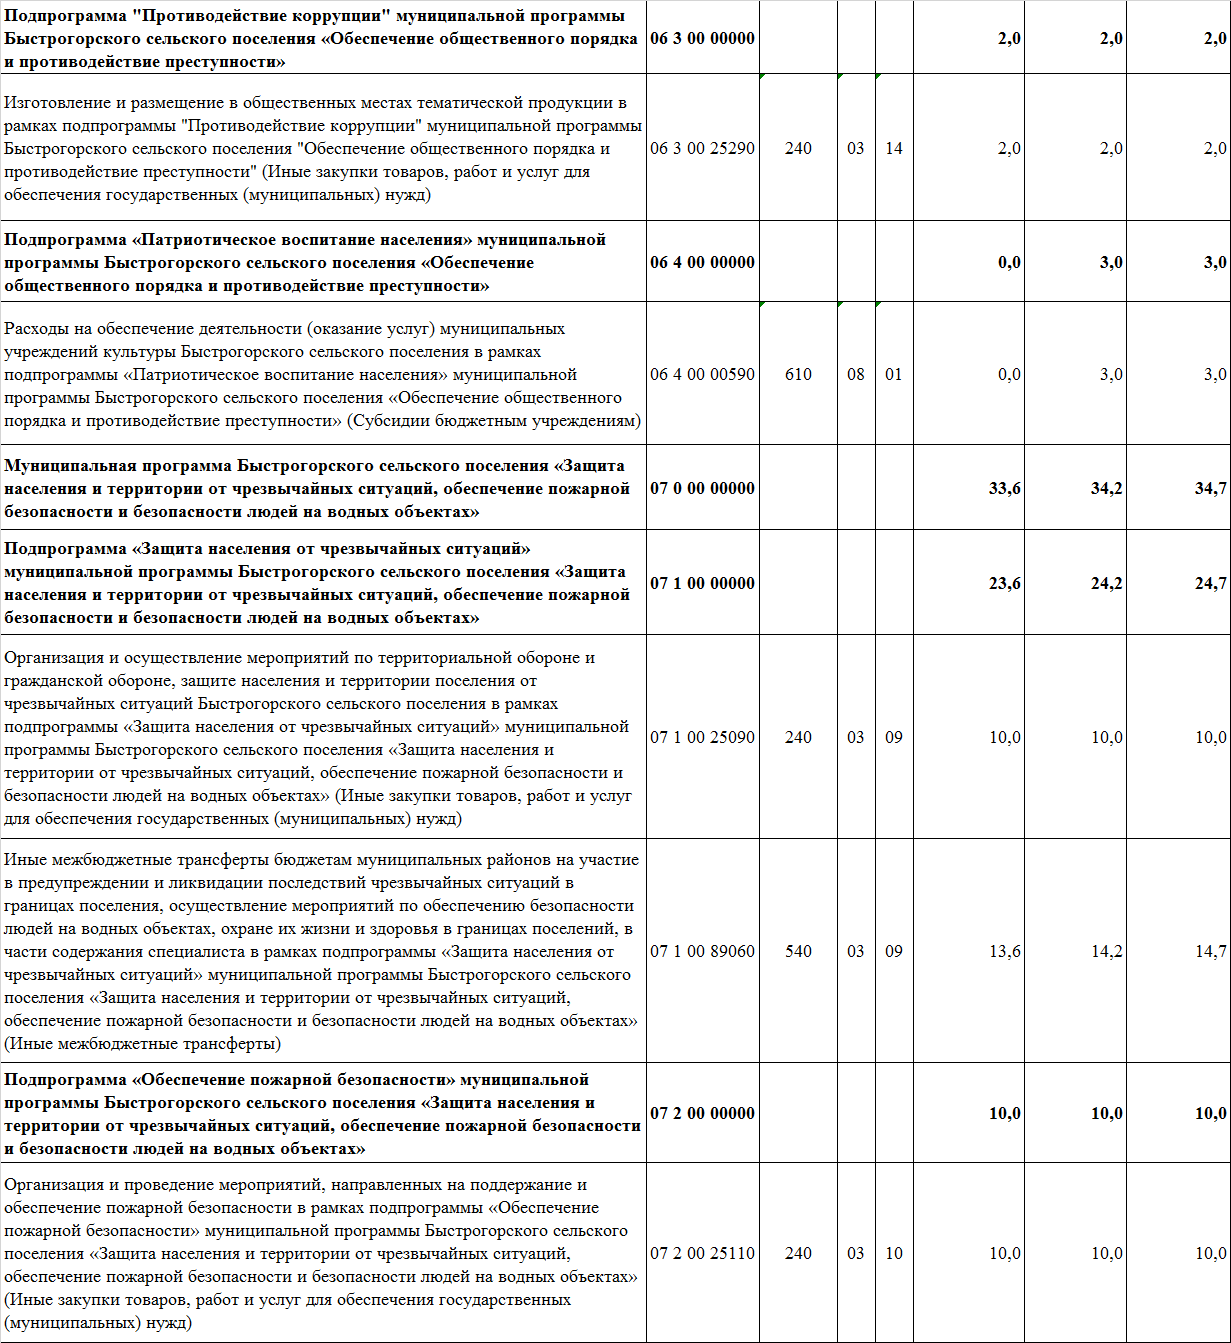 Подпрограмма "Противодействие коррупции" муниципальной программы
Быстрогорского сельского поселения «Обеспечение общественного порядка
и противодействие преступности»
06 3 00 00000 2,0 2,0 2,0
Изготовление и размещение в общественных местах тематической продукции в
рамках подпрограммы "Противодействие коррупции" муниципальной программы
Быстрогорского сельского поселения "Обеспечение общественного порядка и
противодействие преступности" (Иные закупки товаров, работ и услуг для
обеспечения государственных (муниципальных) нужд)
06 3 00 25290 240 03 14 2,0 2,0 2,0
Подпрограмма «Патриотическое воспитание населения» муниципальной
программы Быстрогорского сельского поселения «Обеспечение
общественного порядка и противодействие преступности»
06 4 00 00000 0,0 3,0 3,0
Расходы на обеспечение деятельности (оказание услуг) муниципальных
учреждений культуры Быстрогорского сельского поселения в рамках
подпрограммы «Патриотическое воспитание населения» муниципальной
программы Быстрогорского сельского поселения «Обеспечение общественного
порядка и противодействие преступности» (Субсидии бюджетным учреждениям)
06 4 00 00590 610 08 01 0,0 3,0 3,0
Муниципальная программа Быстрогорского сельского поселения «Защита
населения и территории от чрезвычайных ситуаций, обеспечение пожарной
безопасности и безопасности людей на водных объектах»
07 0 00 00000 33,6 34,2 34,7
Подпрограмма «Защита населения от чрезвычайных ситуаций»
муниципальной программы Быстрогорского сельского поселения «Защита
населения и территории от чрезвычайных ситуаций, обеспечение пожарной
безопасности и безопасности людей на водных объектах»
07 1 00 00000 23,6 24,2 24,7
Организация и осуществление мероприятий по территориальной обороне и
гражданской обороне, защите населения и территории поселения от
чрезвычайных ситуаций Быстрогорского сельского поселения в рамках
подпрограммы «Защита населения от чрезвычайных ситуаций» муниципальной
программы Быстрогорского сельского поселения «Защита населения и
территории от чрезвычайных ситуаций, обеспечение пожарной безопасности и
безопасности людей на водных объектах» (Иные закупки товаров, работ и услуг
для обеспечения государственных (муниципальных) нужд)
07 1 00 25090 240 03 09 10,0 10,0 10,0
Иные межбюджетные трансферты бюджетам муниципальных районов на участие
в предупреждении и ликвидации последствий чрезвычайных ситуаций в
границах поселения, осуществление мероприятий по обеспечению безопасности
людей на водных объектах, охране их жизни и здоровья в границах поселений, в
части содержания специалиста в рамках подпрограммы «Защита населения от
чрезвычайных ситуаций» муниципальной программы Быстрогорского сельского
поселения «Защита населения и территории от чрезвычайных ситуаций,
обеспечение пожарной безопасности и безопасности людей на водных объектах»
(Иные межбюджетные трансферты)
07 1 00 89060 540 03 09 13,6 14,2 14,7
Подпрограмма «Обеспечение пожарной безопасности» муниципальной
программы Быстрогорского сельского поселения «Защита населения и
территории от чрезвычайных ситуаций, обеспечение пожарной безопасности
и безопасности людей на водных объектах»
07 2 00 00000 10,0 10,0 10,0
Организация и проведение мероприятий, направленных на поддержание и
обеспечение пожарной безопасности в рамках подпрограммы «Обеспечение
пожарной безопасности» муниципальной программы Быстрогорского сельского
поселения «Защита населения и территории от чрезвычайных ситуаций,
обеспечение пожарной безопасности и безопасности людей на водных объектах»
(Иные закупки товаров, работ и услуг для обеспечения государственных
(муниципальных) нужд)
07 2 00 25110 240 03 10 10,0 10,0 10,0